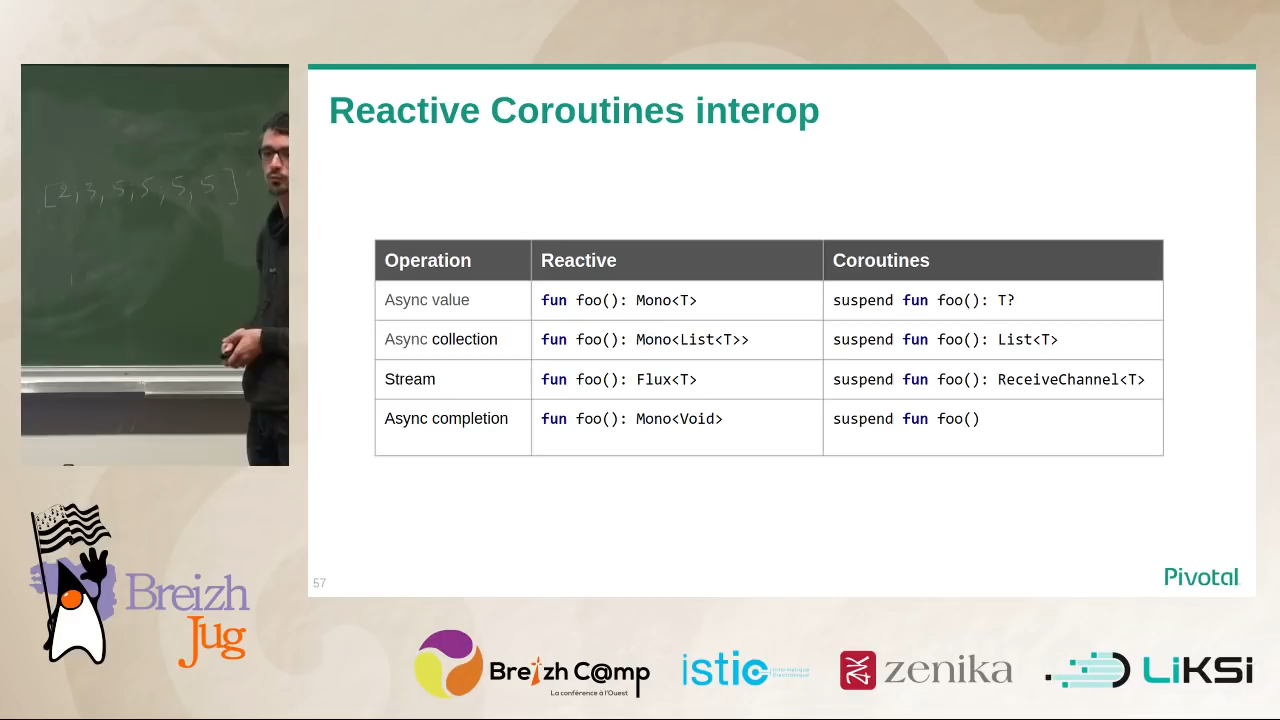 [2,3,5,5,5,5]
Reactive Coroutines interop
Operation Reactive Coroutines
Async value fun foo(): Mono<T> suspend fun foo(): T?
Async collection fun foo(): Mono<List<T>> suspend fun foo(): List<T>
Stream fun foo(): Flux<T> suspend fun foo(): ReceiveChannel<T>
Async completion fun foo(): Mono<Void> suspend fun foo()
57
Pivotal
Breizh
Jug
Breizh C@mp
La conférence à l'Ouest
istic
Informatique
Electronique
zenika
LiKSi